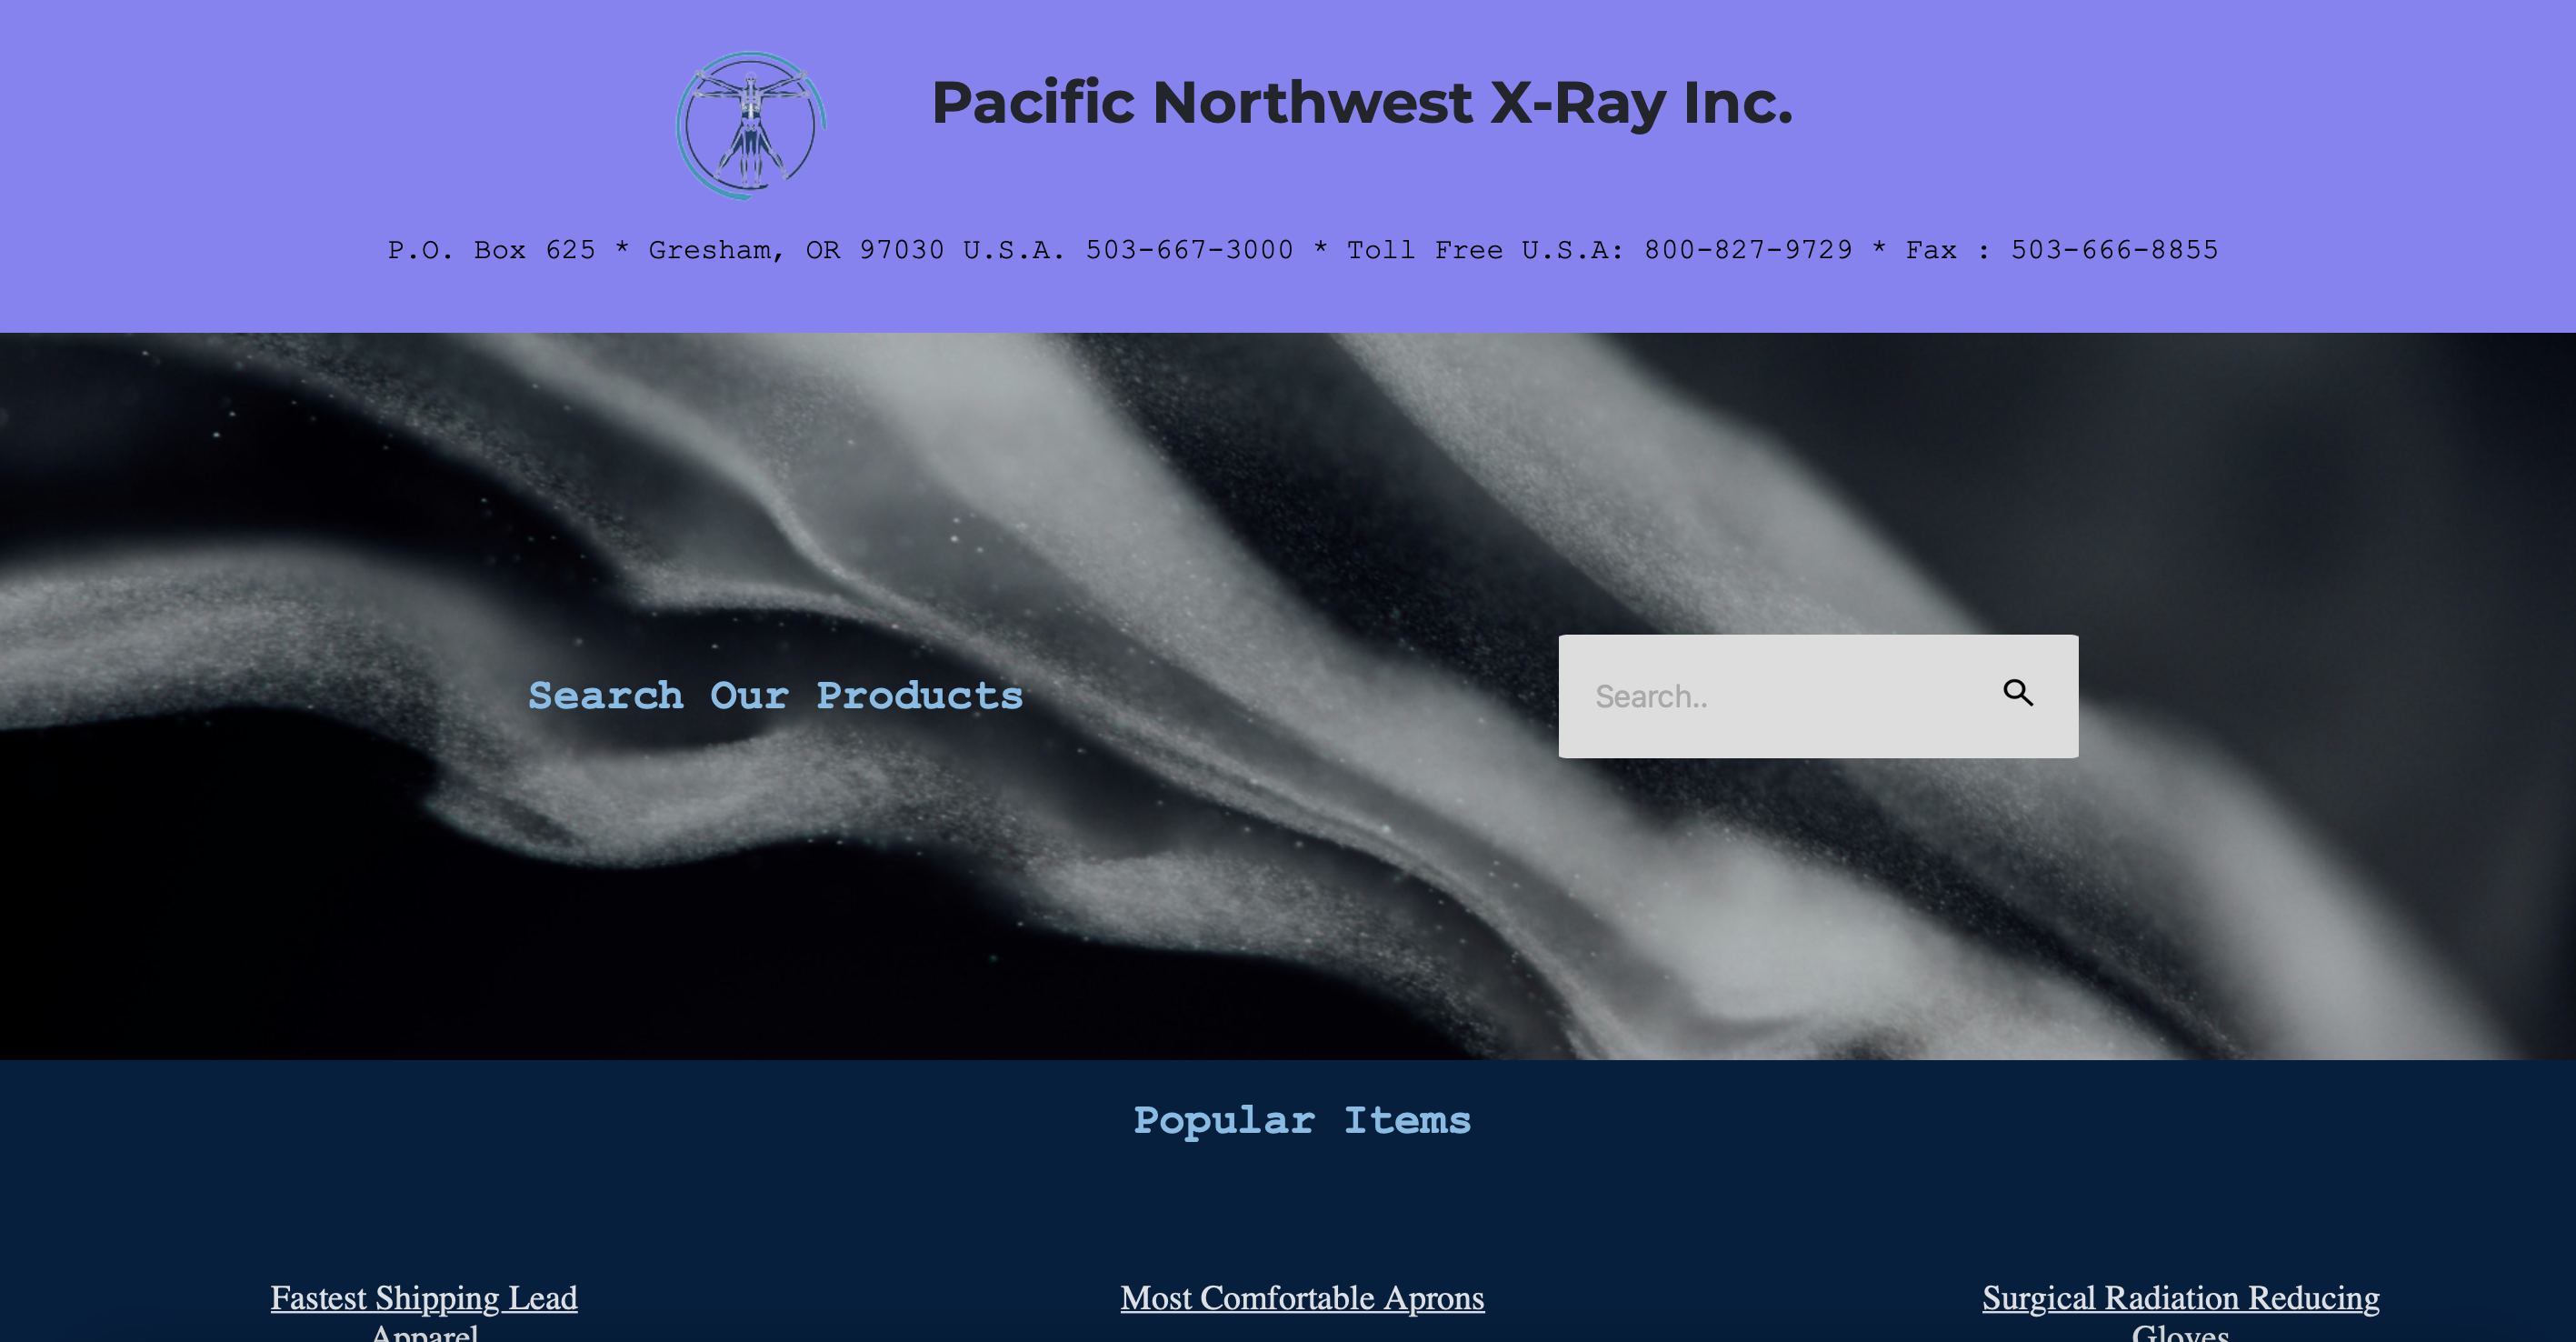 Pacific Northwest X-Ray Inc.
P.O. Box 625 * Gresham, OR 97030 U.S.A. 503-667-3000 * Toll Free U.S.A: 800-827-9729 * Fax : 503-666-8855
Search Our Products
Search..
Popular Items
Fastest Shipping Lead
Apparel
Most Comfortable Aprons
Surgical Radiation Reducing
Gloves